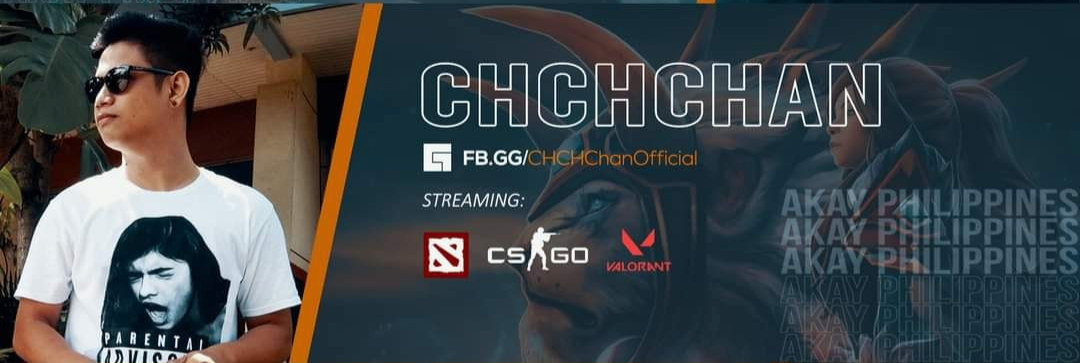 CHCHCHAN
FB.GG/CHCHChanOfficial
STREAMING:
CS GO
VALORANT
AKAY PHILIPPINES
AKAY PHILIPPINES
AKAY PHILIPPINES
AKAY PHILIPPINES
AKAY PHILIPPINES
AKAY PHILIPPINES
PARENTAL